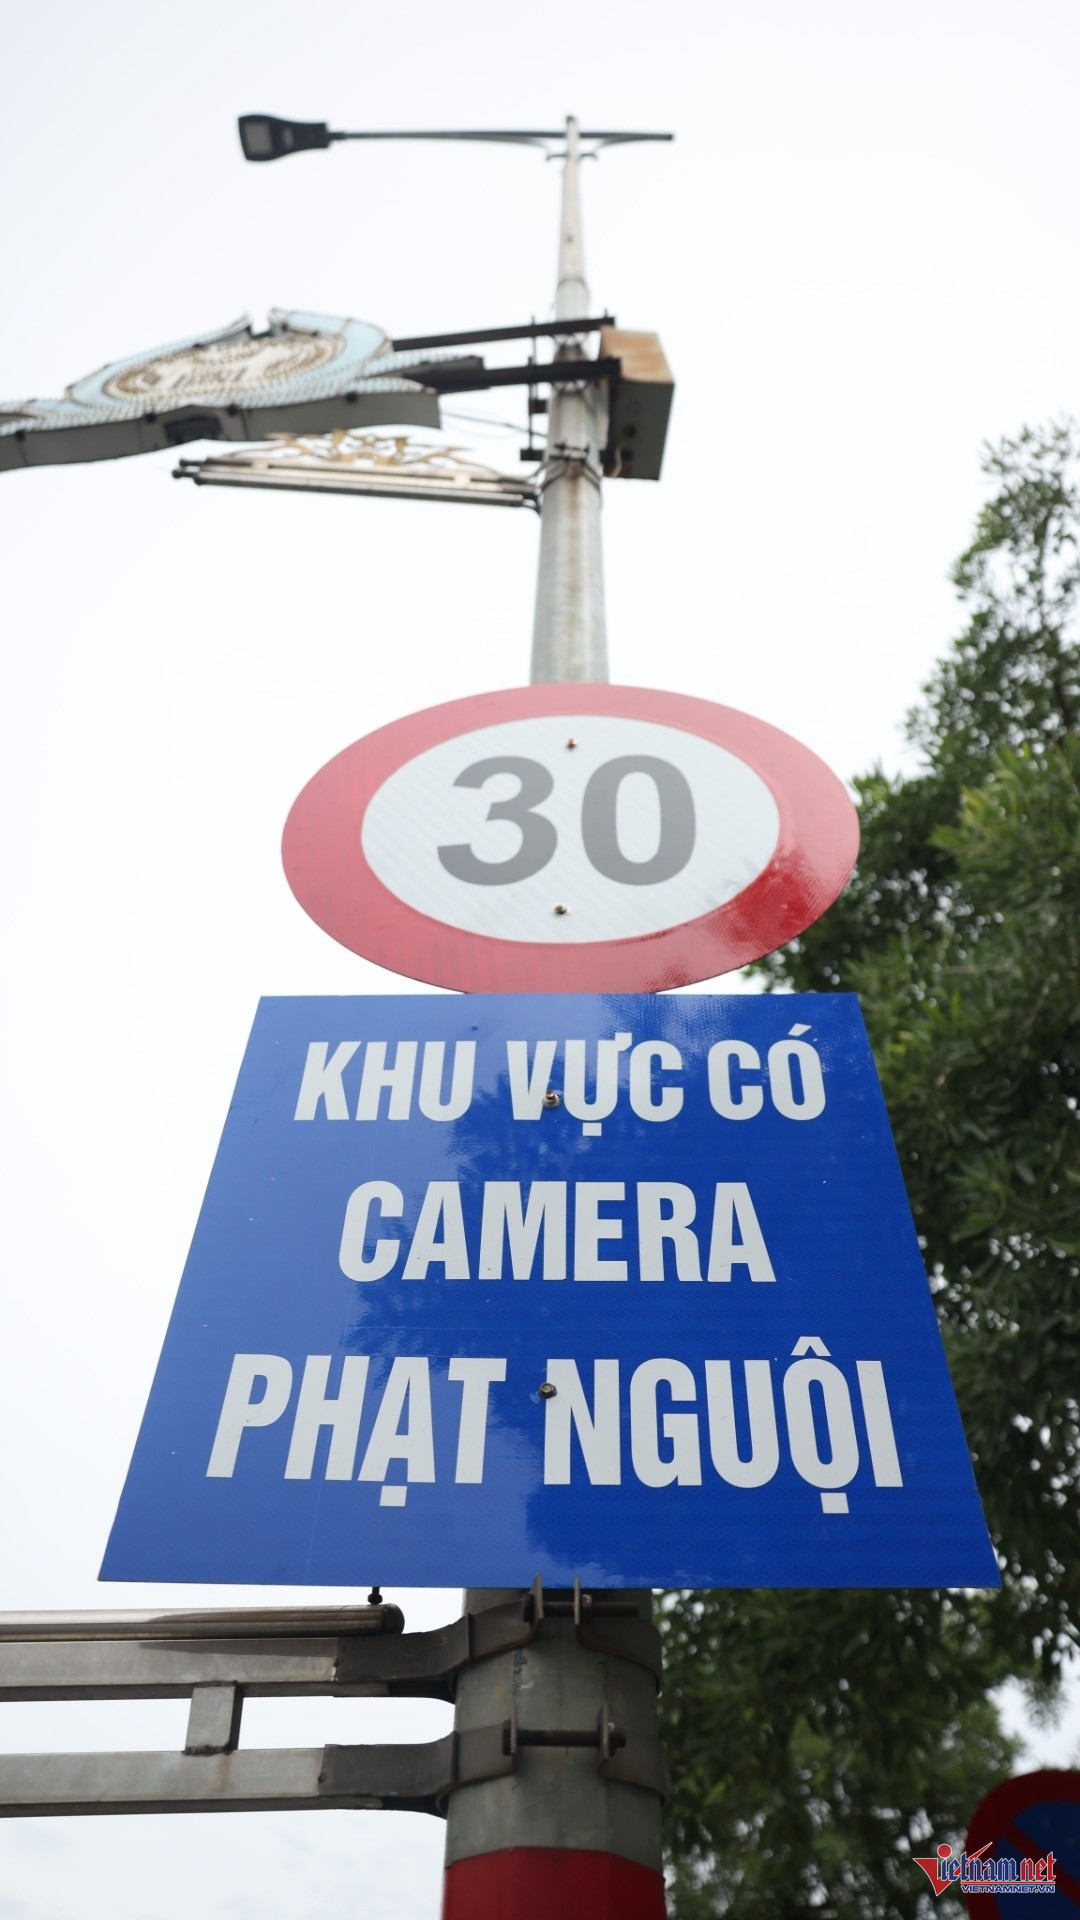 30
KHU VỰC CÓ
CAMERA
PHẠT NGUỘI
vietnamnet
VIETNAMNET.VN